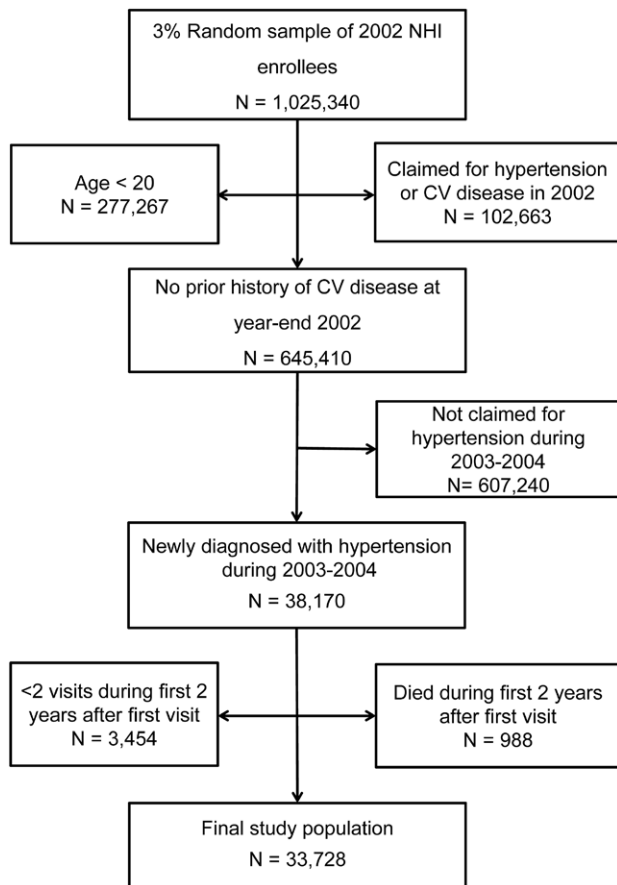 3% Random sample of 2002 NHI
enrollees
N = 1,025,340
Age < 20
N = 277,267
Claimed for hypertension
or CV disease in 2002
N = 102,663
No prior history of CV disease at
year-end 2002
N = 645,410
Not claimed for
hypertension during
2003-2004
N= 607,240
Newly diagnosed with hypertension
during 2003-2004
N = 38,170
<2 visits during first 2
years after first visit
N = 3,454
Died during first 2 years
after first visit
N = 988
Final study population
N = 33,728